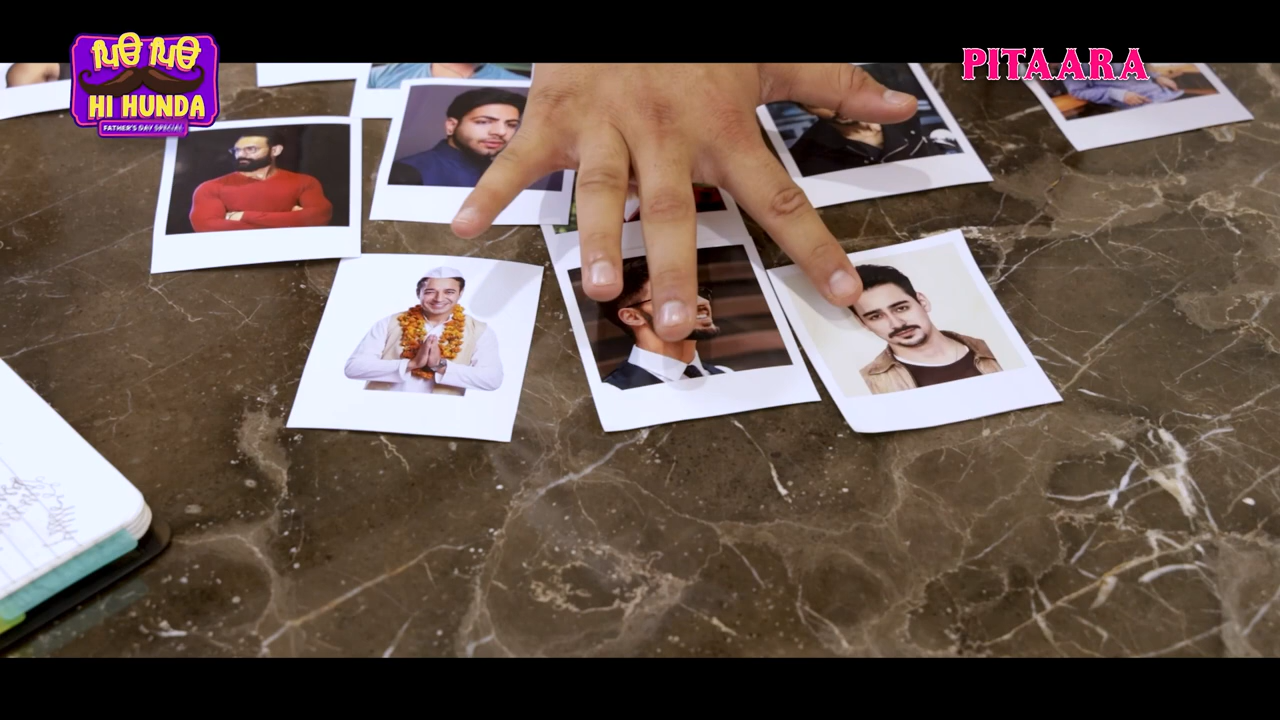 ਪਿਓ ਪਿਓ
HI HUNDA
FATHER'S DAY SPECIAL
PITAARA